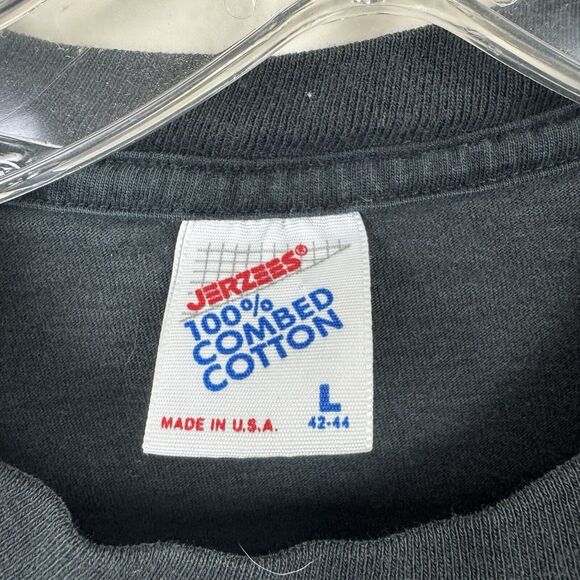 JERZEES®
100%
COMBED
COTTON
L
MADE IN U.S.A. 42-44